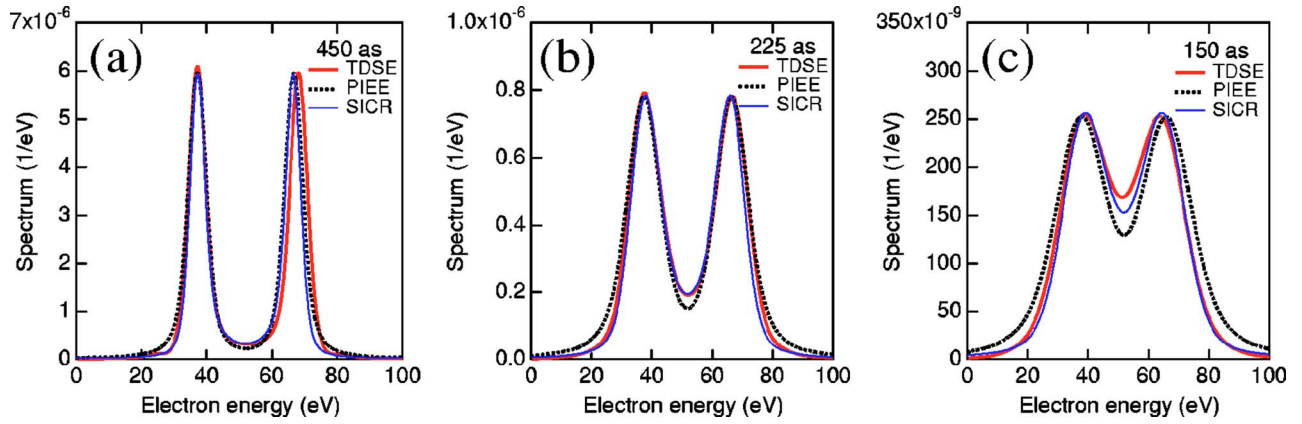 7x10⁻⁶
(a)
450 as
TDSE
PIEE
SICR
6
5
4
3
2
1
0
Spectrum (1/eV)
0 20 40 60 80 100
Electron energy (eV)
1.0x10⁻⁶
(b)
225 as
TDSE
PIEE
SICR
0.8
0.6
0.4
0.2
0.0
Spectrum (1/eV)
0 20 40 60 80 100
Electron energy (eV)
350x10⁻⁹
(c)
150 as
TDSE
PIEE
SICR
300
250
200
150
100
50
0
Spectrum (1/eV)
0 20 40 60 80 100
Electron energy (eV)